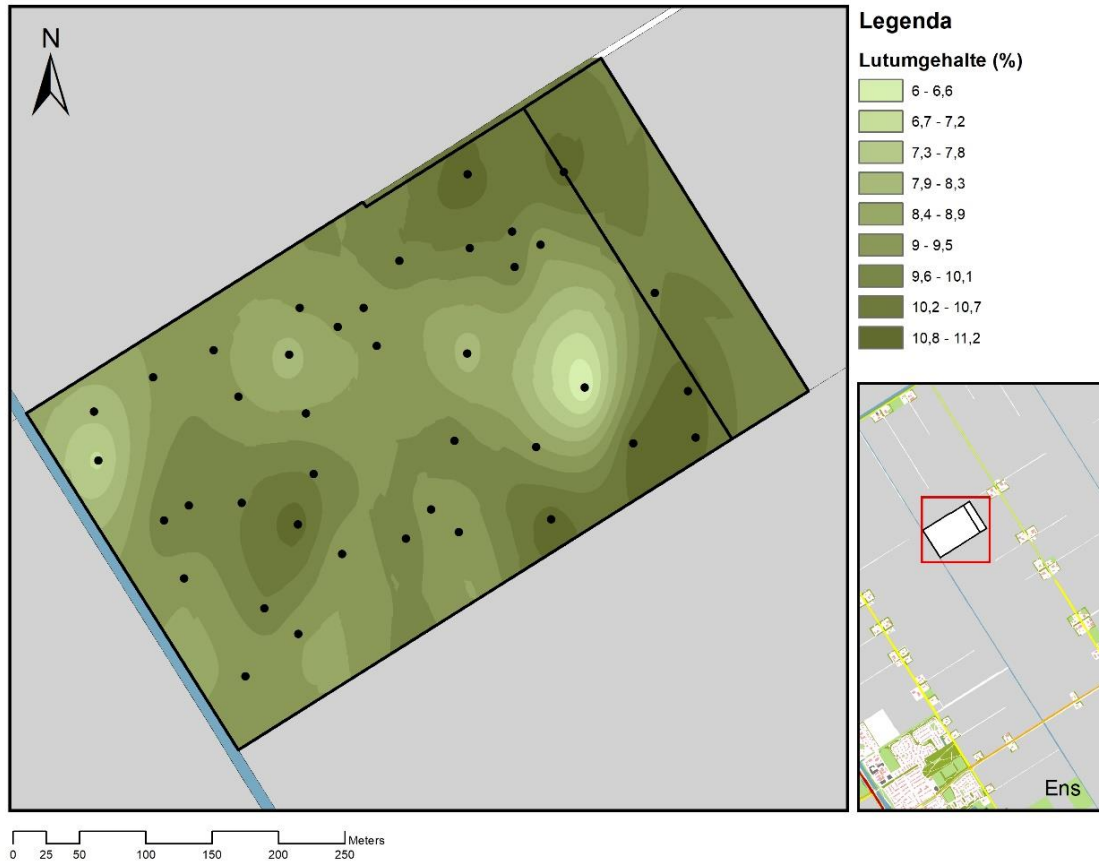 N
Legenda
Lutumgehalte (%)
6 - 6,6
6,7 - 7,2
7,3 - 7,8
7,9 - 8,3
8,4 - 8,9
9 - 9,5
9,6 - 10,1
10,2 - 10,7
10,8 - 11,2
Ens
Meters
0 25 50 100 150 200 250